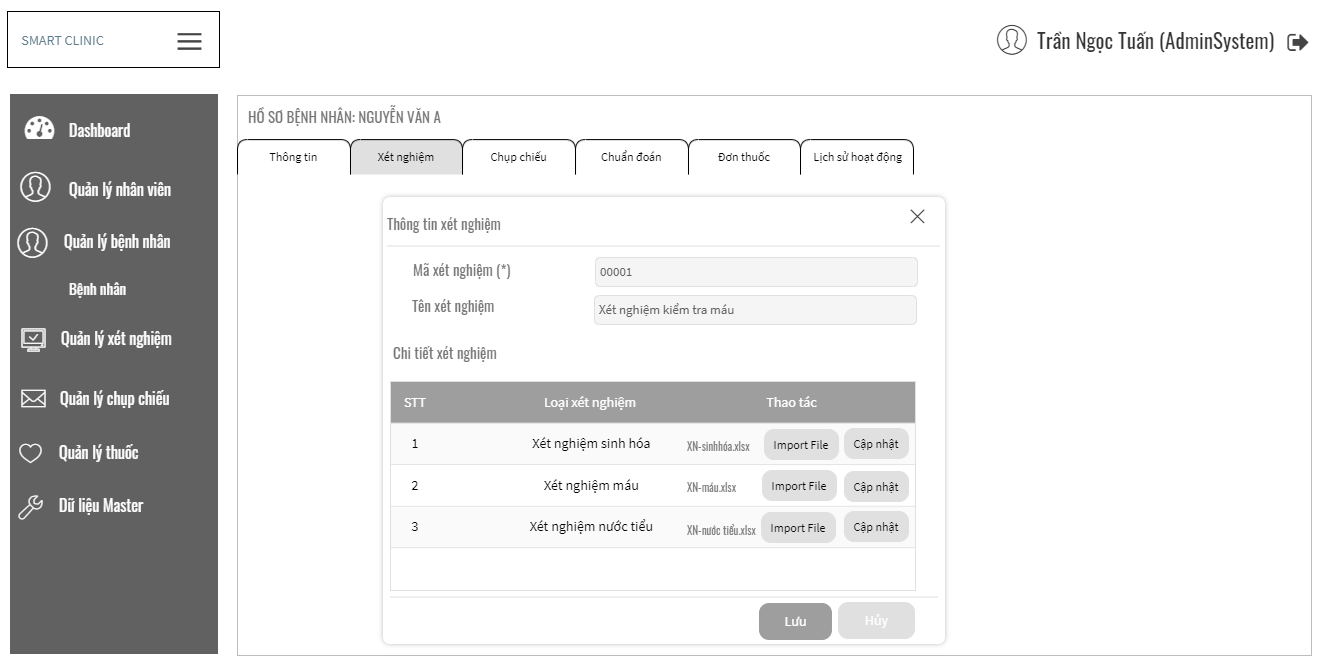 SMART CLINIC
Trần Ngọc Tuấn (AdminSystem)
Dashboard
Quản lý nhân viên
Quản lý bệnh nhân
Bệnh nhân
Quản lý xét nghiệm
Quản lý chụp chiếu
Quản lý thuốc
Dữ liệu Master
HỒ SƠ BỆNH NHÂN: NGUYỄN VĂN A
Thông tin Xét nghiệm Chụp chiếu Chuẩn đoán Đơn thuốc Lịch sử hoạt động
Thông tin xét nghiệm
Mã xét nghiệm (*) 00001
Tên xét nghiệm Xét nghiệm kiểm tra máu
Chi tiết xét nghiệm
STT Loại xét nghiệm Thao tác
1 Xét nghiệm sinh hóa XN-sinhhóa.xlsx Import File Cập nhật
2 Xét nghiệm máu XN-máu.xlsx Import File Cập nhật
3 Xét nghiệm nước tiểu XN-nước tiểu.xlsx Import File Cập nhật
Lưu Hủy